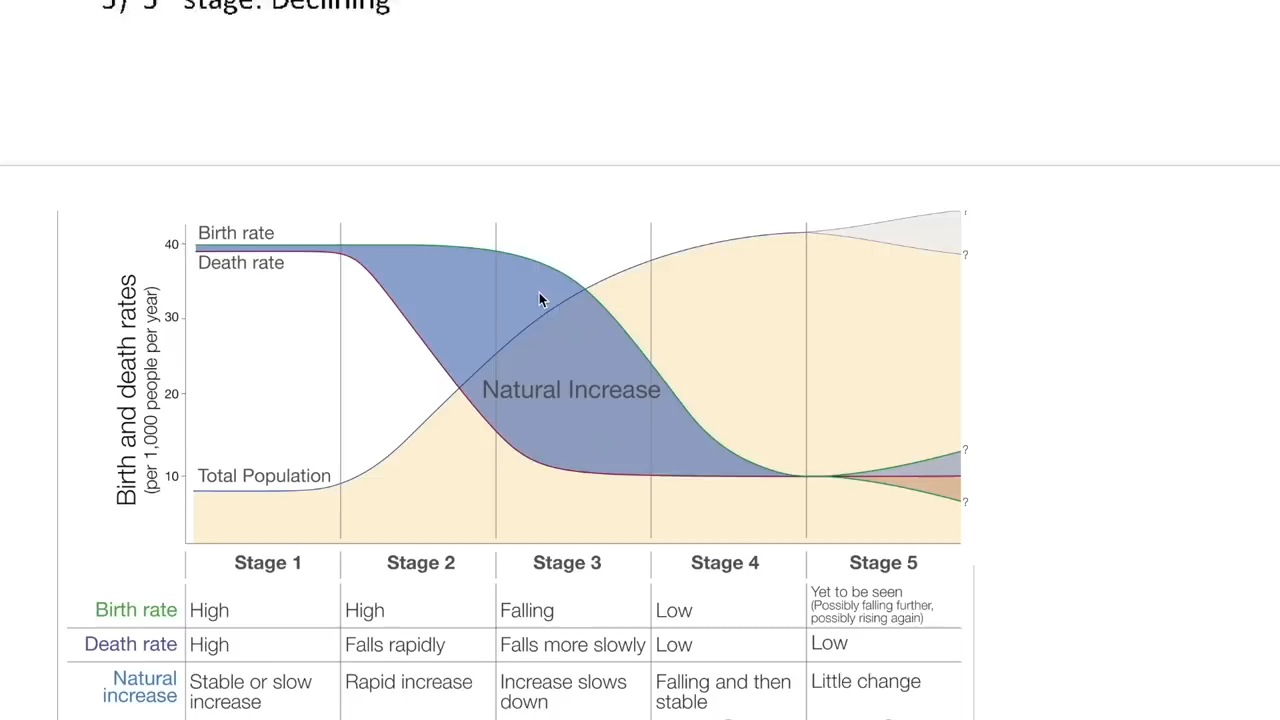 stage: Declining
Birth rate
40
Death rate
30
Natural Increase
20
Total Population
10
?
?
?
Birth and death rates
(per 1,000 people per year)
Stage 1 Stage 2 Stage 3 Stage 4 Stage 5
Birth rate High High Falling Low Yet to be seen
(Possibly falling further,
possibly rising again)
Death rate High Falls rapidly Falls more slowly Low Low
Natural increase Stable or slow increase Rapid increase Increase slows down Falling and then stable Little change